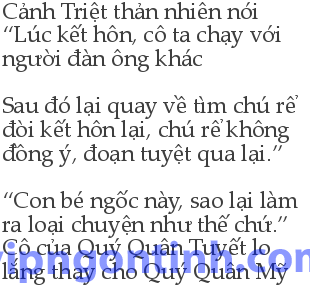 Cảnh Triệt thản nhiên nói
“Lúc kết hôn, cô ta chạy với
người đàn ông khác
Sau đó lại quay về tìm chú rể
đòi kết hôn lại, chú rể không
đồng ý, đoạn tuyệt qua lại.”
“Con bé ngốc này, sao lại làm
ra loại chuyện như thế chứ.”
Cô của Quý Quân Tuyết lo
lắng thay cho Quý Quân Mỹ
vipngontinh.com